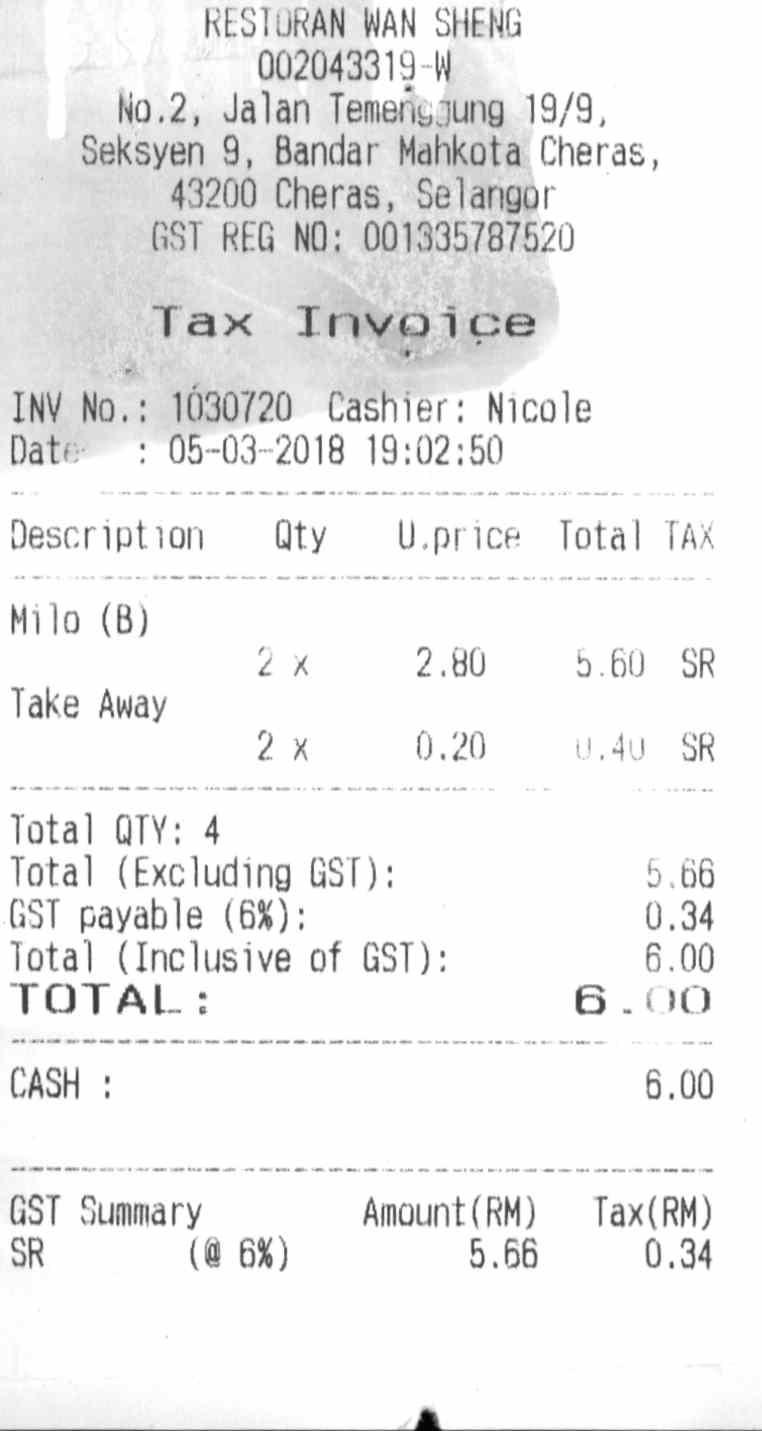 RESTORAN WAN SHENG
002043319-W
No.2, Jalan Temenggung 19/9,
Seksyen 9, Bandar Mahkota Cheras,
43200 Cheras, Selangor
GST REG NO: 001335787520
Tax Invoice
INV No.: 1030720 Cashier: Nicole
Date : 05-03-2018 19:02:50
Description Qty U.price Total TAX
Milo (B)
2 x 2.80 5.60 SR
Take Away
2 x 0.20 0.40 SR
Total QTY: 4
Total (Excluding GST): 5.66
GST payable (6%): 0.34
Total (Inclusive of GST): 6.00
TOTAL: 6.00
CASH : 6.00
GST Summary Amount(RM) Tax(RM)
SR (@ 6%) 5.66 0.34